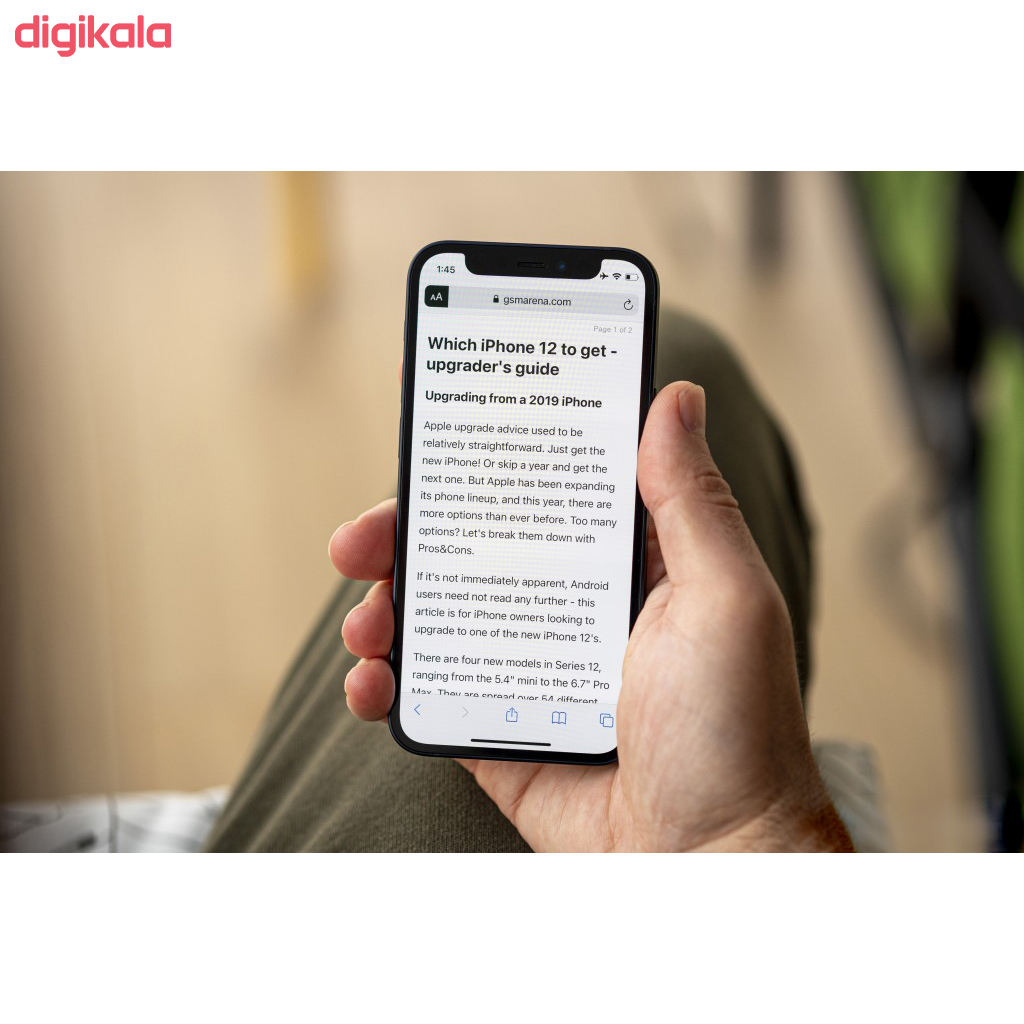 digikala
1:45
AA
gsmarena.com
Page 1 of 2
Which iPhone 12 to get -
upgrader's guide
Upgrading from a 2019 iPhone
Apple upgrade advice used to be
relatively straightforward. Just get the
new iPhone! Or skip a year and get the
next one. But Apple has been expanding
its phone lineup, and this year, there are
more options than ever before. Too many
options? Let's break them down with
Pros&Cons.
If it's not immediately apparent, Android
users need not read any further - this
article is for iPhone owners looking to
upgrade to one of the new iPhone 12's.
There are four new models in Series 12,
ranging from the 5.4" mini to the 6.7" Pro
Max. They are spread over 54 different